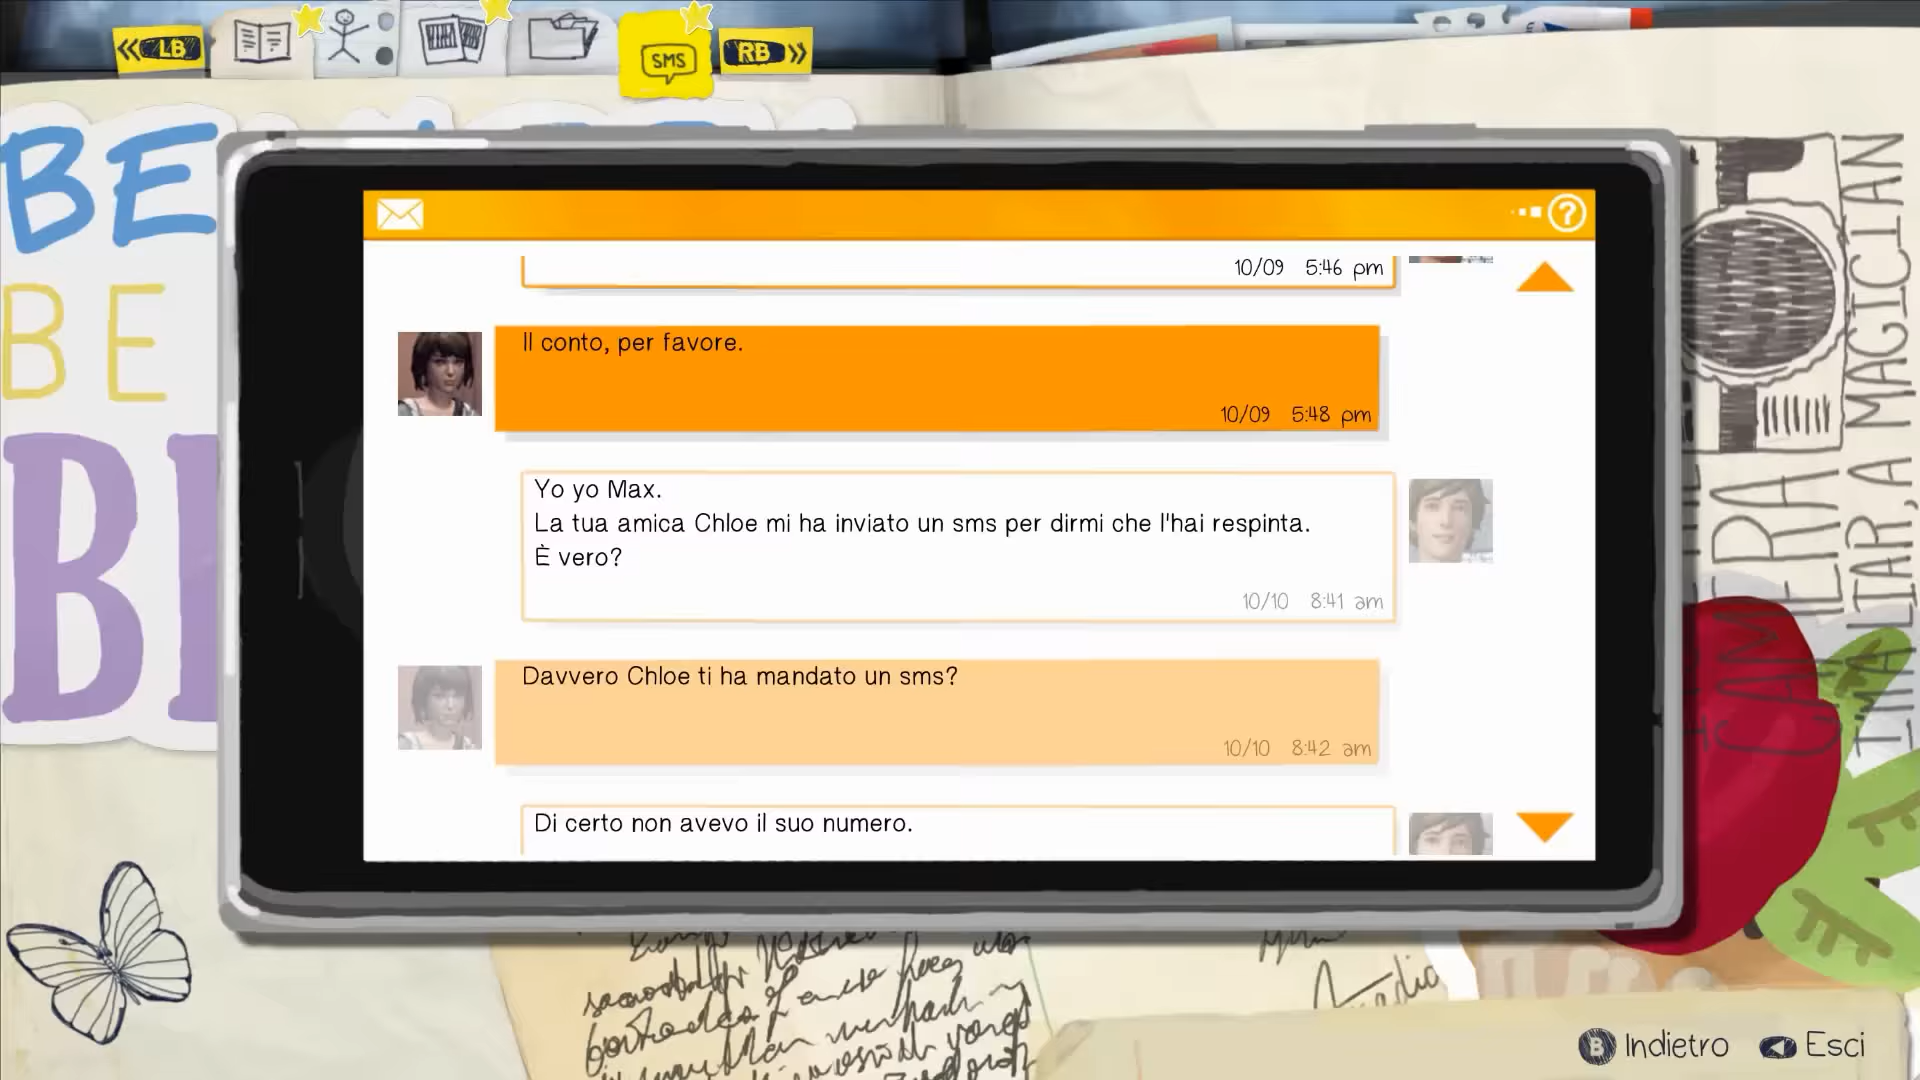 LB
SMS
RB
BE
BE
10/09 5:46 pm
Il conto, per favore.
10/09 5:48 pm
Yo yo Max.
La tua amica Chloe mi ha inviato un sms per dirmi che l'hai respinta.
È vero?
10/10 8:41 am
Davvero Chloe ti ha mandato un sms?
10/10 8:42 am
Di certo non avevo il suo numero.
CAMERA
LIAR, A MAGICIAN
B Indietro
Esci